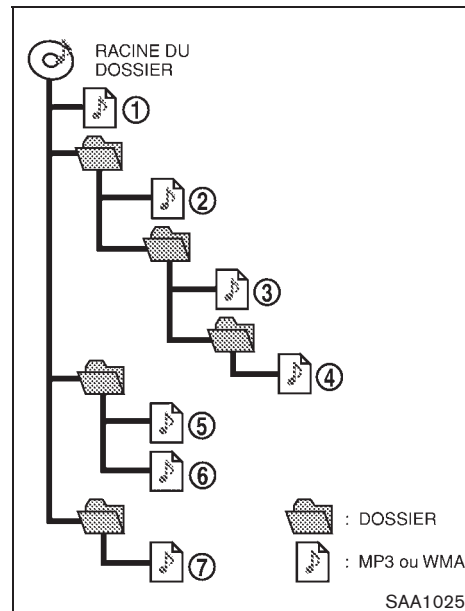 RACINE DU
DOSSIER
①
②
③
④
⑤
⑥
⑦
: DOSSIER
: MP3 ou WMA
SAA1025